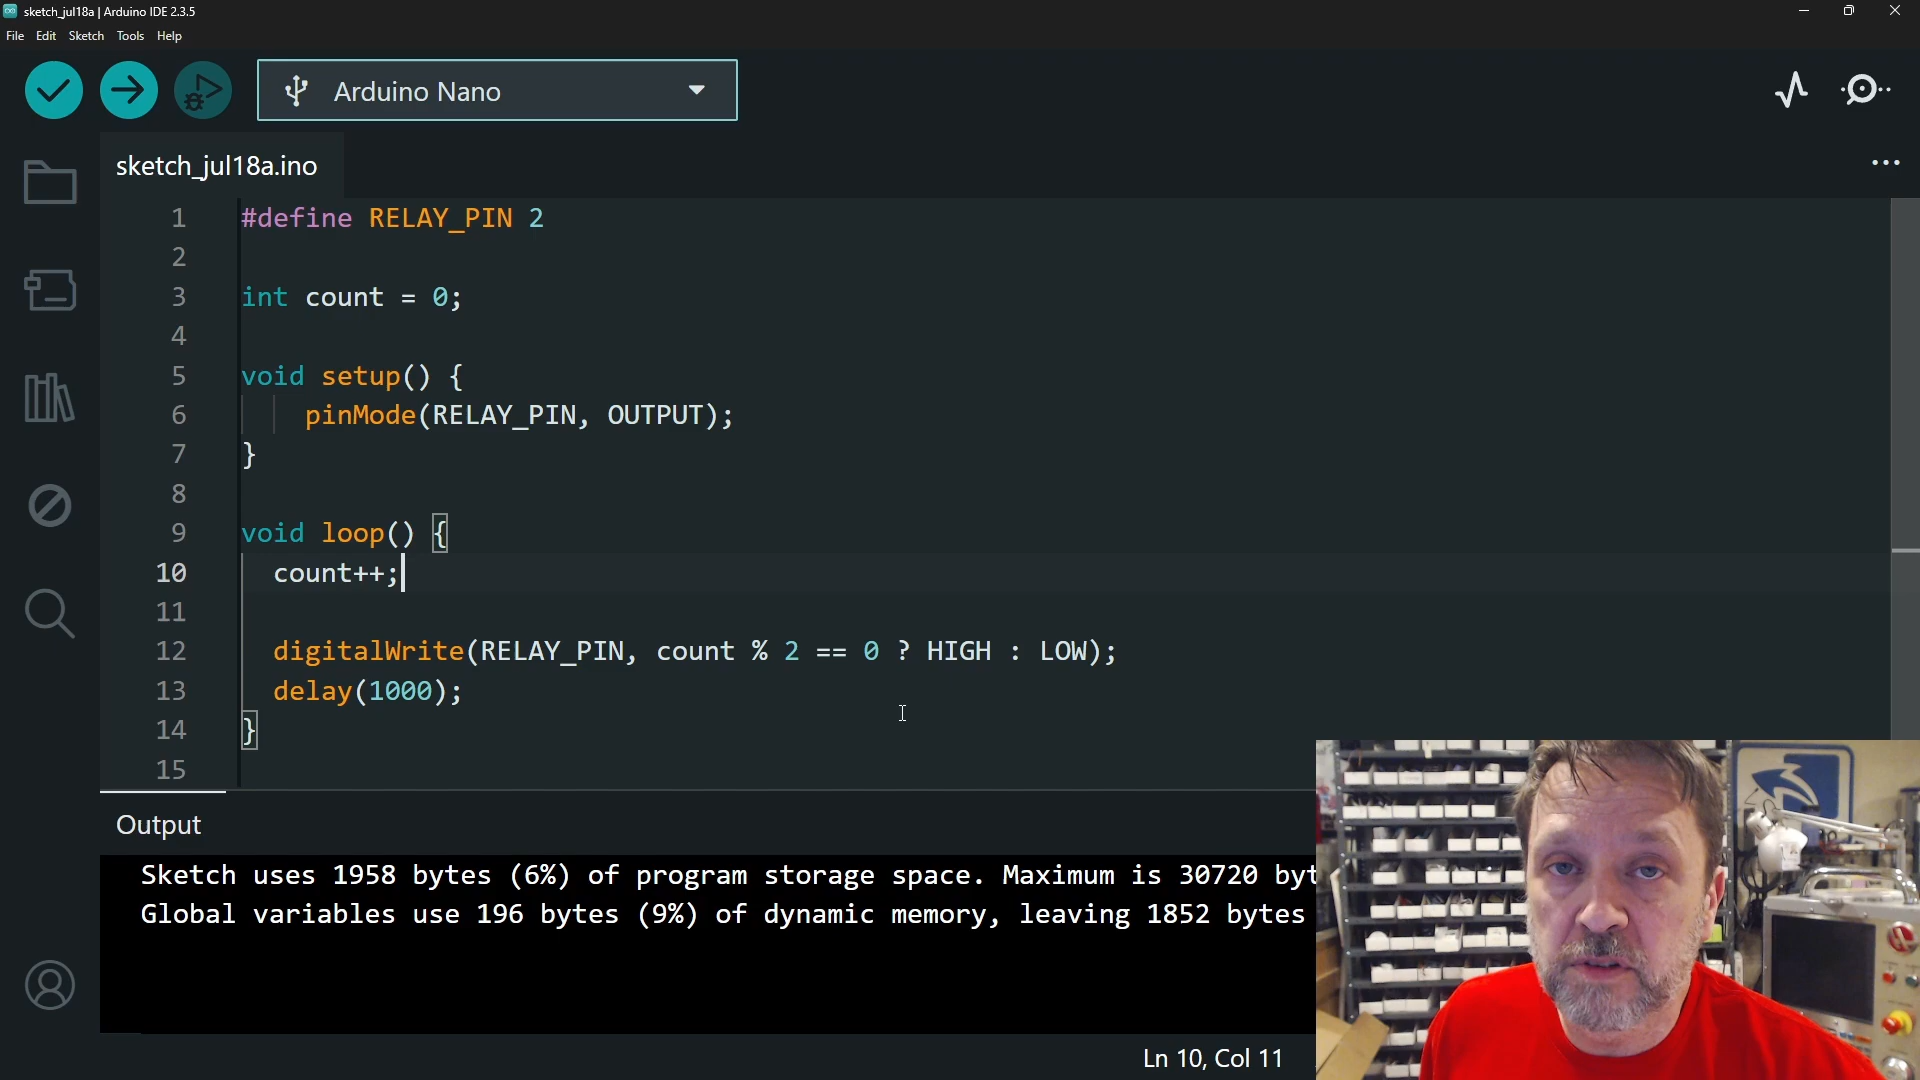 sketch_jul18a | Arduino IDE 2.3.5
File Edit Sketch Tools Help
Arduino Nano
sketch_jul18a.ino
1 #define RELAY_PIN 2
2
3 int count = 0;
4
5 void setup() {
6 pinMode(RELAY_PIN, OUTPUT);
7 }
8
9 void loop() {
10 count++;
11
12 digitalWrite(RELAY_PIN, count % 2 == 0 ? HIGH : LOW);
13 delay(1000);
14 }
15
Output
Sketch uses 1958 bytes (6%) of program storage space. Maximum is 30720 byt
Global variables use 196 bytes (9%) of dynamic memory, leaving 1852 bytes
Ln 10, Col 11